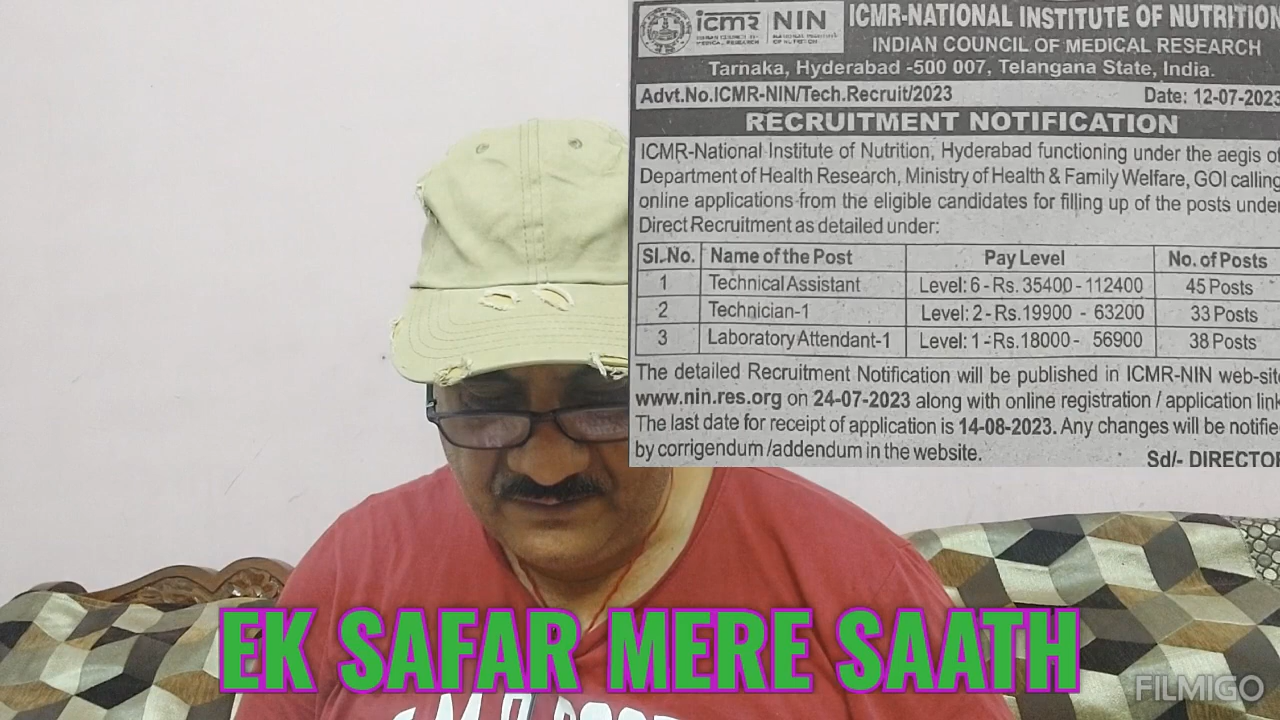 icmr NIN
ICMR-NATIONAL INSTITUTE OF NUTRITION
INDIAN COUNCIL OF MEDICAL RESEARCH
Tarnaka, Hyderabad -500 007, Telangana State, India.
Advt.No.ICMR-NIN/Tech.Recruit/2023 Date: 12-07-2023
RECRUITMENT NOTIFICATION
ICMR-National Institute of Nutrition, Hyderabad functioning under the aegis of
Department of Health Research, Ministry of Health & Family Welfare, GOI calling
online applications from the eligible candidates for filling up of the posts under
Direct Recruitment as detailed under:
Sl.No. Name of the Post Pay Level No. of Posts
1 Technical Assistant Level: 6 - Rs. 35400 - 112400 45 Posts
2 Technician-1 Level: 2 - Rs. 19900 - 63200 33 Posts
3 Laboratory Attendant-1 Level: 1 - Rs. 18000 - 56900 38 Posts
The detailed Recruitment Notification will be published in ICMR-NIN web-site
www.nin.res.org on 24-07-2023 along with online registration / application link
The last date for receipt of application is 14-08-2023. Any changes will be notifie
by corrigendum /addendum in the website.
Sd/- DIRECTOR
EK SAFAR MERE SAATH
FILMIGO